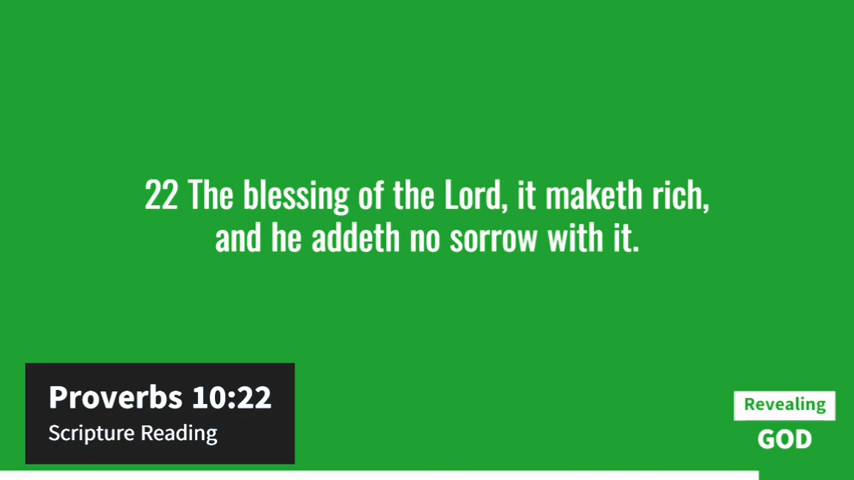 22 The blessing of the Lord, it maketh rich,
and he addeth no sorrow with it.
Proverbs 10:22
Scripture Reading
Revealing
GOD